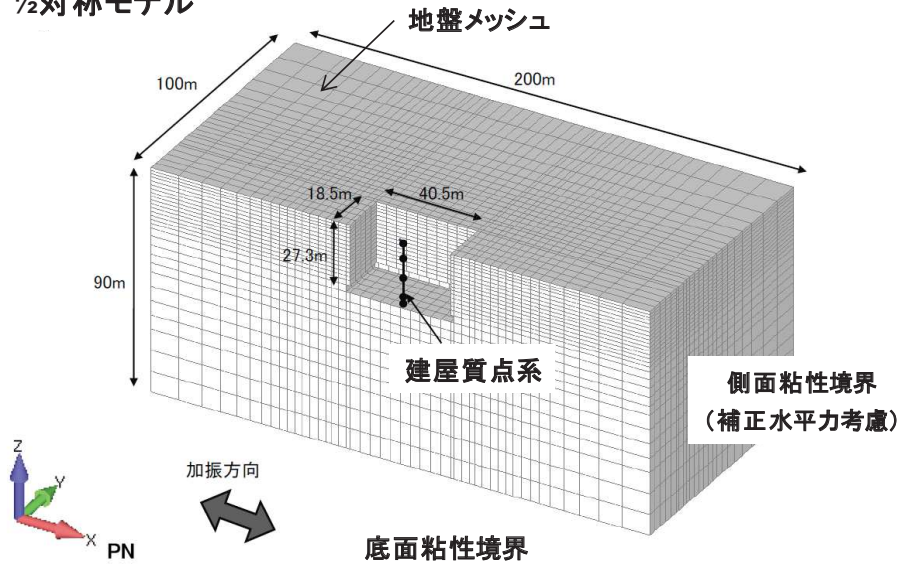 ½対称モデル
地盤メッシュ
100m
200m
18.5m
40.5m
27.3m
90m
建屋質点系
側面粘性境界
(補正水平力考慮)
Z
Y
X
PN
加振方向
底面粘性境界